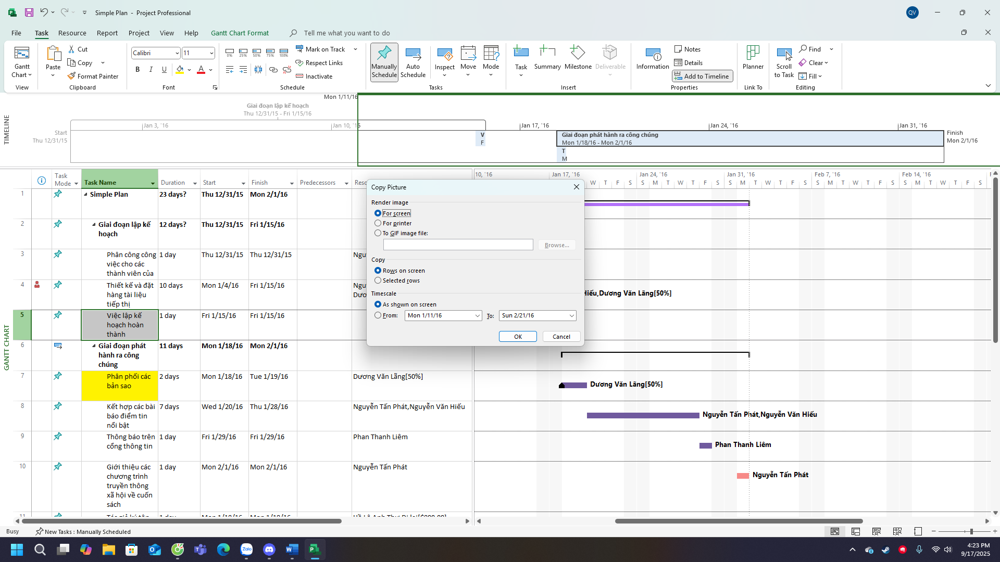 Simple Plan - Project Professional
QV
File Task Resource Report Project View Help Gantt Chart Format Tell me what you want to do
Gantt Chart
View
Paste
Cut
Copy
Format Painter
Clipboard
Calibri 11
B I U A
Font
0% 25% 50% 75% 100%
Mark on Track
Respect Links
Inactivate
Schedule
Manually Schedule
Auto Schedule
Inspect
Move
Mode
Tasks
Task
Summary
Milestone
Deliverable
Insert
Information
Notes
Details
Add to Timeline
Properties
Planner
Link To
Scroll to Task
Find
Clear
Fill
Editing
TIMELINE
Mon 1/11/16
Giai đoạn lập kế hoạch
Thu 12/31/15 - Fri 1/15/16
Jan 3, '16 Jan 10, '16 Jan 17, '16 Jan 24, '16 Jan 31, '16
Start
Thu 12/31/15
V
F
Giai đoạn phát hành ra công chúng
Mon 1/18/16 - Mon 2/1/16
T
M
Finish
Mon 2/1/16
GANTT CHART
Task Mode Task Name Duration Start Finish Predecessors Reso
10, '16 Jan 17, '16 Jan 24, '16 Jan 31, '16 Feb 7, '16 Feb 14, '16
W T F S S M T W T F S S M T W T F S S M T W T F S S M T W T F S
1 Simple Plan 23 days? Thu 12/31/15 Mon 2/1/16
2 Giai đoạn lập kế hoạch 12 days? Thu 12/31/15 Fri 1/15/16
3 Phân công công việc cho các thành viên của 1 day Thu 12/31/15 Thu 12/31/15 Ngu
4 Thiết kế và đặt hàng tài liệu tiếp thị 10 days Mon 1/4/16 Fri 1/15/16 Ngu Dươ
Hiếu,Dương Văn Lãng[50%]
5 Việc lập kế hoạch hoàn thành 1 day Fri 1/15/16 Fri 1/15/16
6 Giai đoạn phát hành ra công chúng 11 days Mon 1/18/16 Mon 2/1/16
7 Phân phối các bản sao 2 days Mon 1/18/16 Tue 1/19/16 Dương Văn Lãng[50%]
Dương Văn Lãng[50%]
8 Kết hợp các bài báo điểm tin nổi bật 7 days Wed 1/20/16 Thu 1/28/16 Nguyễn Tấn Phát,Nguyễn Văn Hiếu
Nguyễn Tấn Phát,Nguyễn Văn Hiếu
9 Thông báo trên cổng thông tin 1 day Fri 1/29/16 Fri 1/29/16 Phan Thanh Liêm
Phan Thanh Liêm
10 Giới thiệu các chương trình truyền thông xã hội về cuốn sách 1 day Mon 2/1/16 Mon 2/1/16 Nguyễn Tấn Phát
Nguyễn Tấn Phát
Copy Picture
Render image
For screen
For printer
To GIF image file:
Browse...
Copy
Rows on screen
Selected rows
Timescale
As shown on screen
From: Mon 1/11/16 To: Sun 2/21/16
OK Cancel
Busy New Tasks : Manually Scheduled
Zalo
4:23 PM
9/17/2025